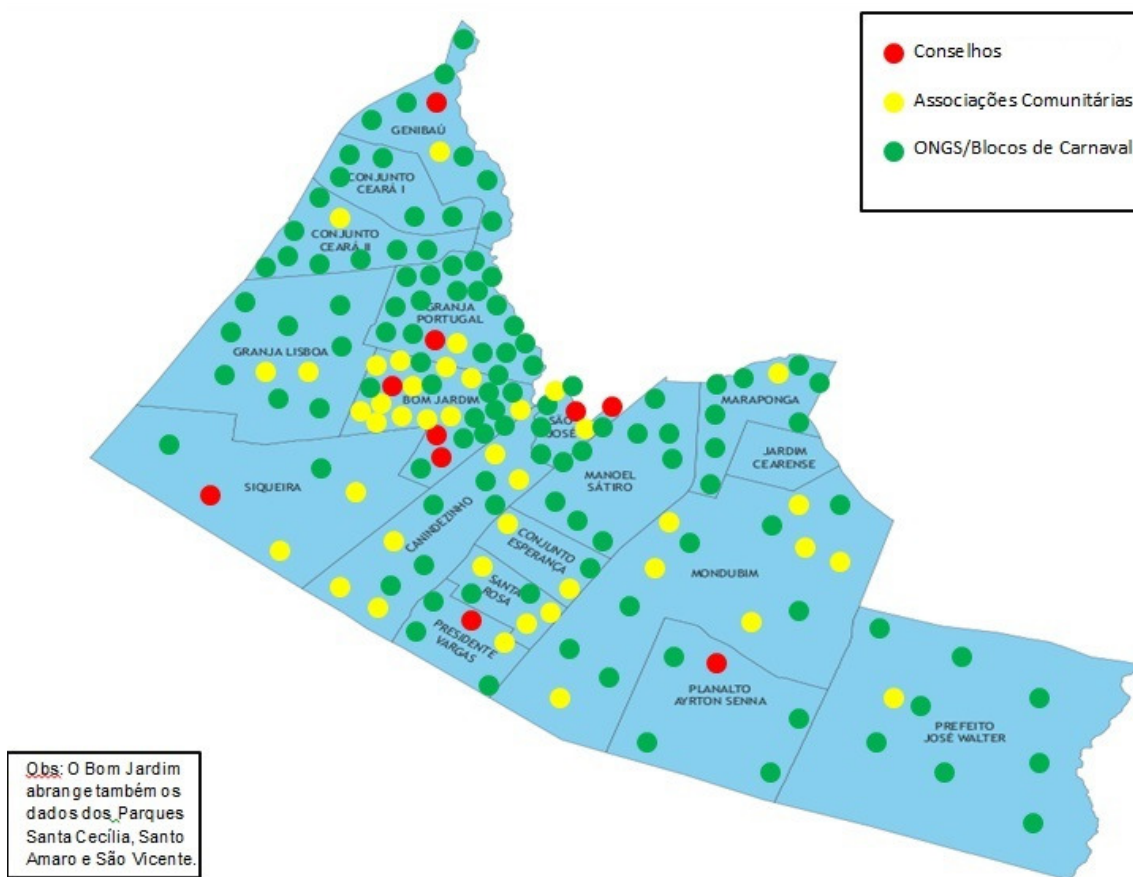 Conselhos
Associações Comunitárias
ONGS/Blocos de Carnaval
GENIBAÚ
CONJUNTO
CEARÁ I
CONJUNTO
CEARÁ II
GRANJA
PORTUGAL
GRANJA LISBOA
BOM JARDIM
SÃO
JOSÉ
MARAPONGA
JARDIM
CEARENSE
MANOEL
SÁTIRO
SIQUEIRA
CANINDEZINHO
CONJUNTO
ESPERANÇA
SANTA
ROSA
MONDUBIM
PRESIDENTE
VARGAS
PLANALTO
AYRTON SENNA
PREFEITO
JOSÉ WALTER
Obs: O Bom Jardim
abrange também os
dados dos Parques
Santa Cecília, Santo
Amaro e São Vicente.